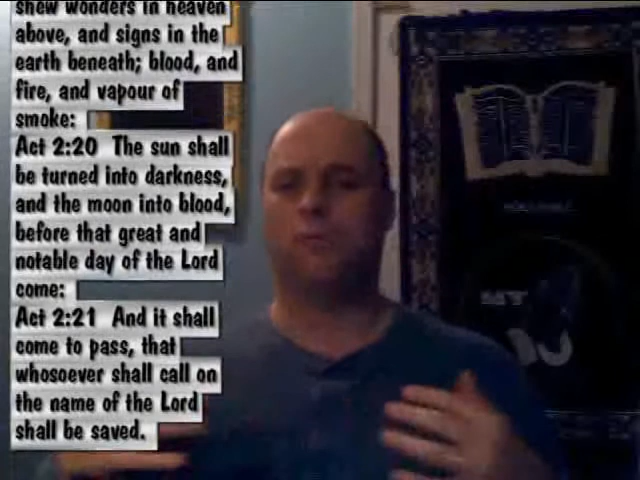 shew wonders in heaven
above, and signs in the
earth beneath; blood, and
fire, and vapour of
smoke:
Act 2:20 The sun shall
be turned into darkness,
and the moon into blood,
before that great and
notable day of the Lord
come:
Act 2:21 And it shall
come to pass, that
whosoever shall call on
the name of the Lord
shall be saved.